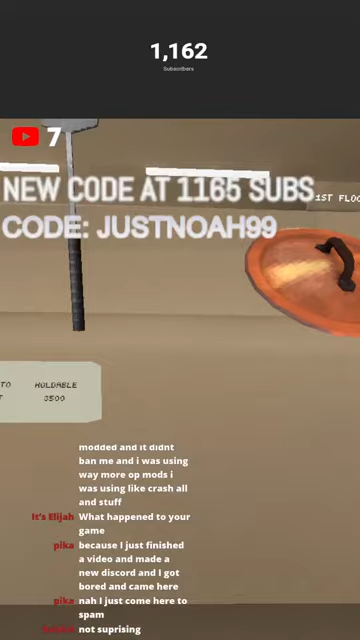 1,162
Subscribers
7
NEW CODE AT 1165 SUBS
1ST FLOO
CODE: JUSTNOAH99
TO HOLDABLE
T 3500
modded and it didnt
ban me and i was using
way more op mods i
was using like crash all
and stuff
It's Elijah What happened to your
game
pika because I just finished
a video and made a
new discord and I got
bored and came here
pika nah I just come here to
spam
not suprising